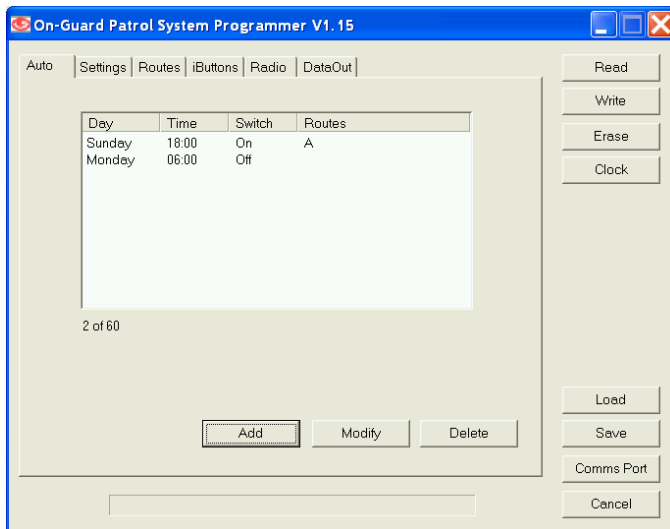 On-Guard Patrol System Programmer V1.15
Auto Settings Routes iButtons Radio DataOut
Day Time Switch Routes
Sunday 18:00 On A
Monday 06:00 Off
2 of 60
Add Modify Delete
Read
Write
Erase
Clock
Load
Save
Comms Port
Cancel